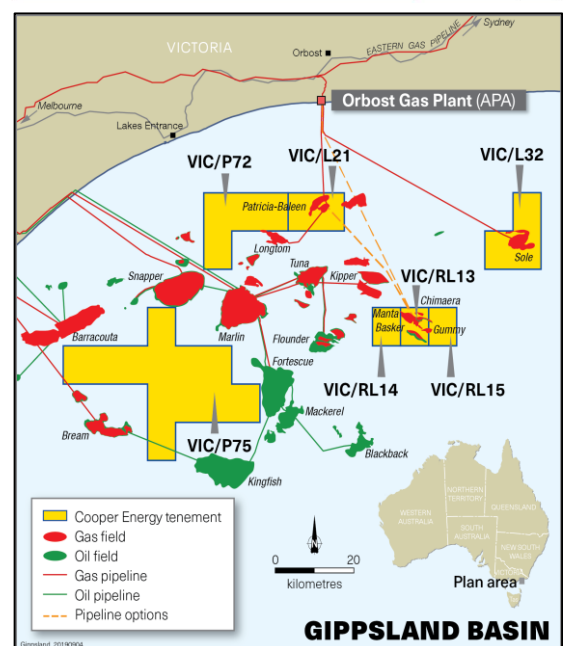 Sydney
VICTORIA
EASTERN GAS PIPELINE
Orbost
Melbourne
Orbost Gas Plant (APA)
Lakes Entrance
VIC/P72
VIC/L21
VIC/L32
Patricia-Baleen
Longtom
Sole
Tuna
Snapper
Kipper
VIC/RL13
Chimaera
Manta
Marlin
Basker
Gummy
Barracouta
Flounder
Fortescue
VIC/RL14
VIC/RL15
Mackerel
Bream
VIC/P75
Blackback
Kingfish
Cooper Energy tenement
Gas field
Oil field
Gas pipeline
Oil pipeline
Pipeline options
N
0 20
kilometres
WESTERN
AUSTRALIA
NORTHERN
TERRITORY
QUEENSLAND
SOUTH
AUSTRALIA
NEW SOUTH
WALES
VICTORIA
Plan area
GIPPSLAND BASIN
Gippsland_20190904